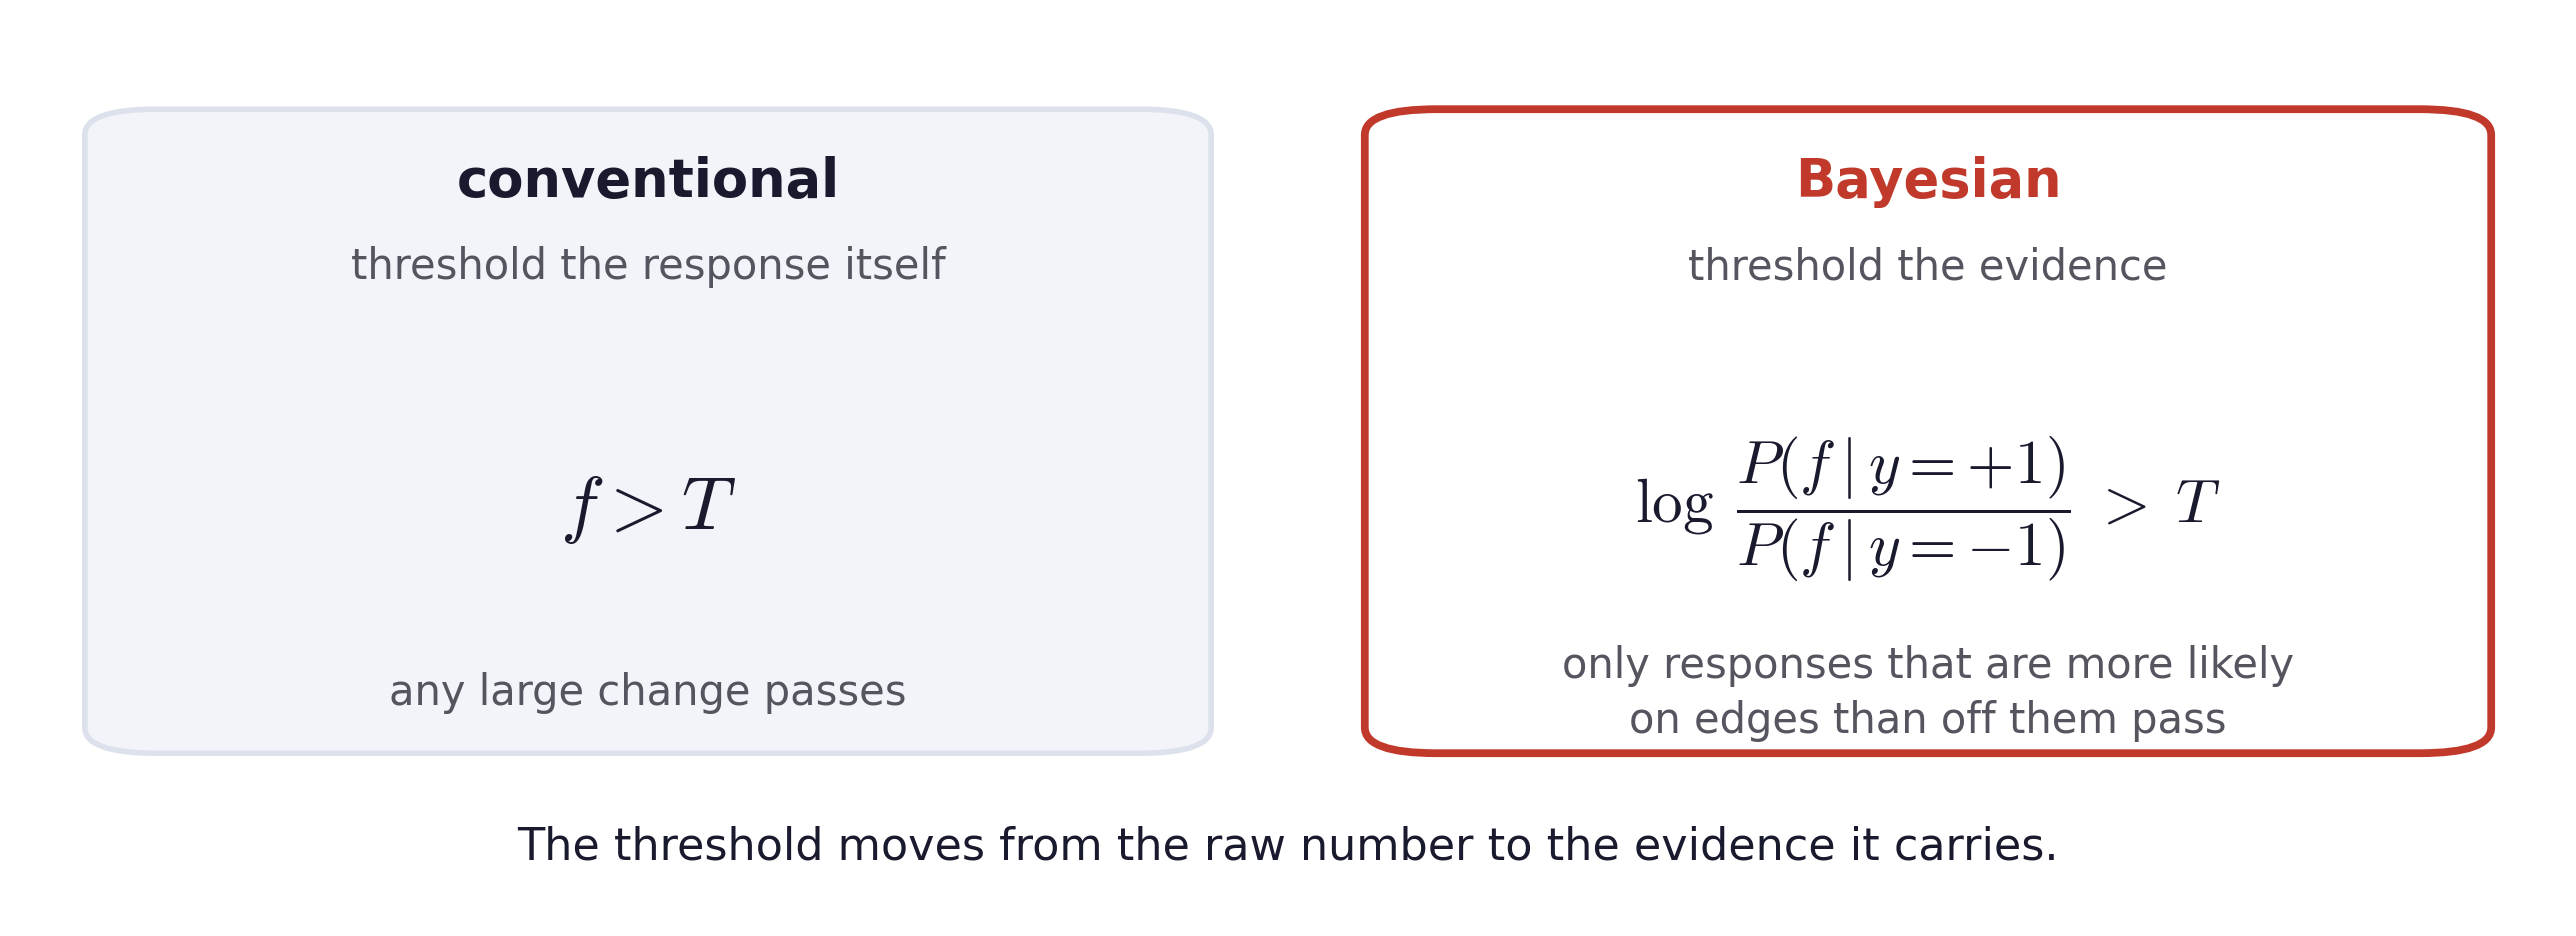 conventional
threshold the response itself
f > T
any large change passes
Bayesian
threshold the evidence
log P(f | y = +1) / P(f | y = −1) > T
only responses that are more likely
on edges than off them pass
The threshold moves from the raw number to the evidence it carries.